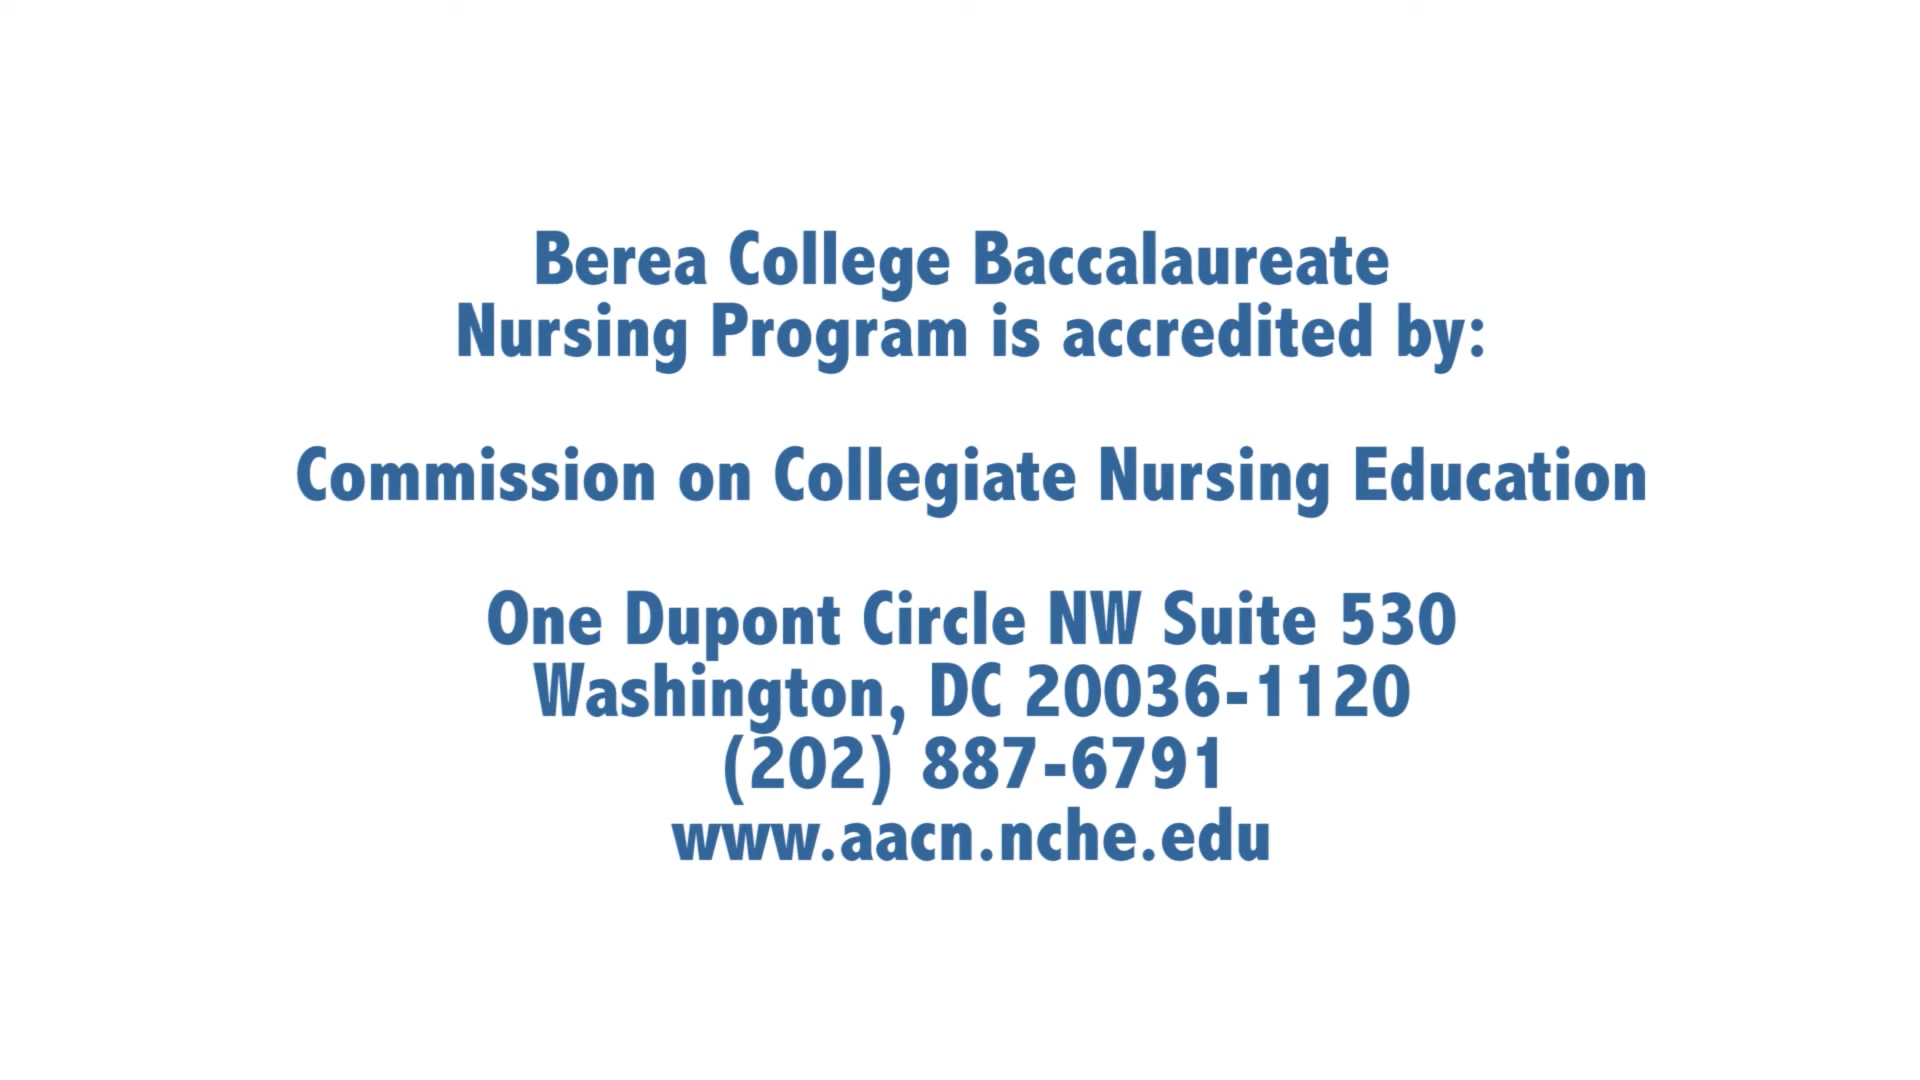 Berea College Baccalaureate
Nursing Program is accredited by:
Commission on Collegiate Nursing Education
One Dupont Circle NW Suite 530
Washington, DC 20036-1120
(202) 887-6791
www.aacn.nche.edu